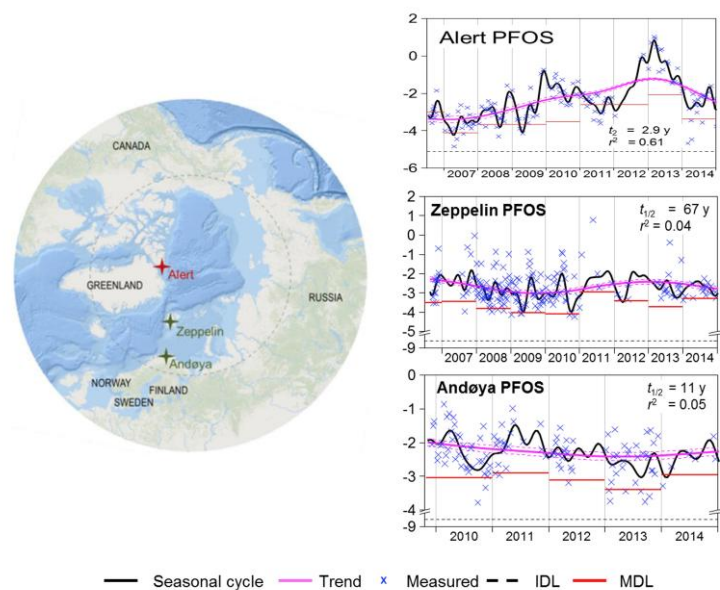 CANADA
Alert
GREENLAND
RUSSIA
Zeppelin
Andøya
NORWAY
FINLAND
SWEDEN
Alert PFOS
2
0
-2
-4
-6
t2 = 2.9 y
r² = 0.61
2007 2008 2009 2010 2011 2012 2013 2014
Zeppelin PFOS
t1/2 = 67 y
r² = 0.04
2
1
0
-1
-2
-3
-4
-5
-9
2007 2008 2009 2010 2011 2012 2013 2014
Andøya PFOS
t1/2 = 11 y
r² = 0.05
0
-1
-2
-3
-4
-9
2010 2011 2012 2013 2014
Seasonal cycle Trend Measured IDL MDL